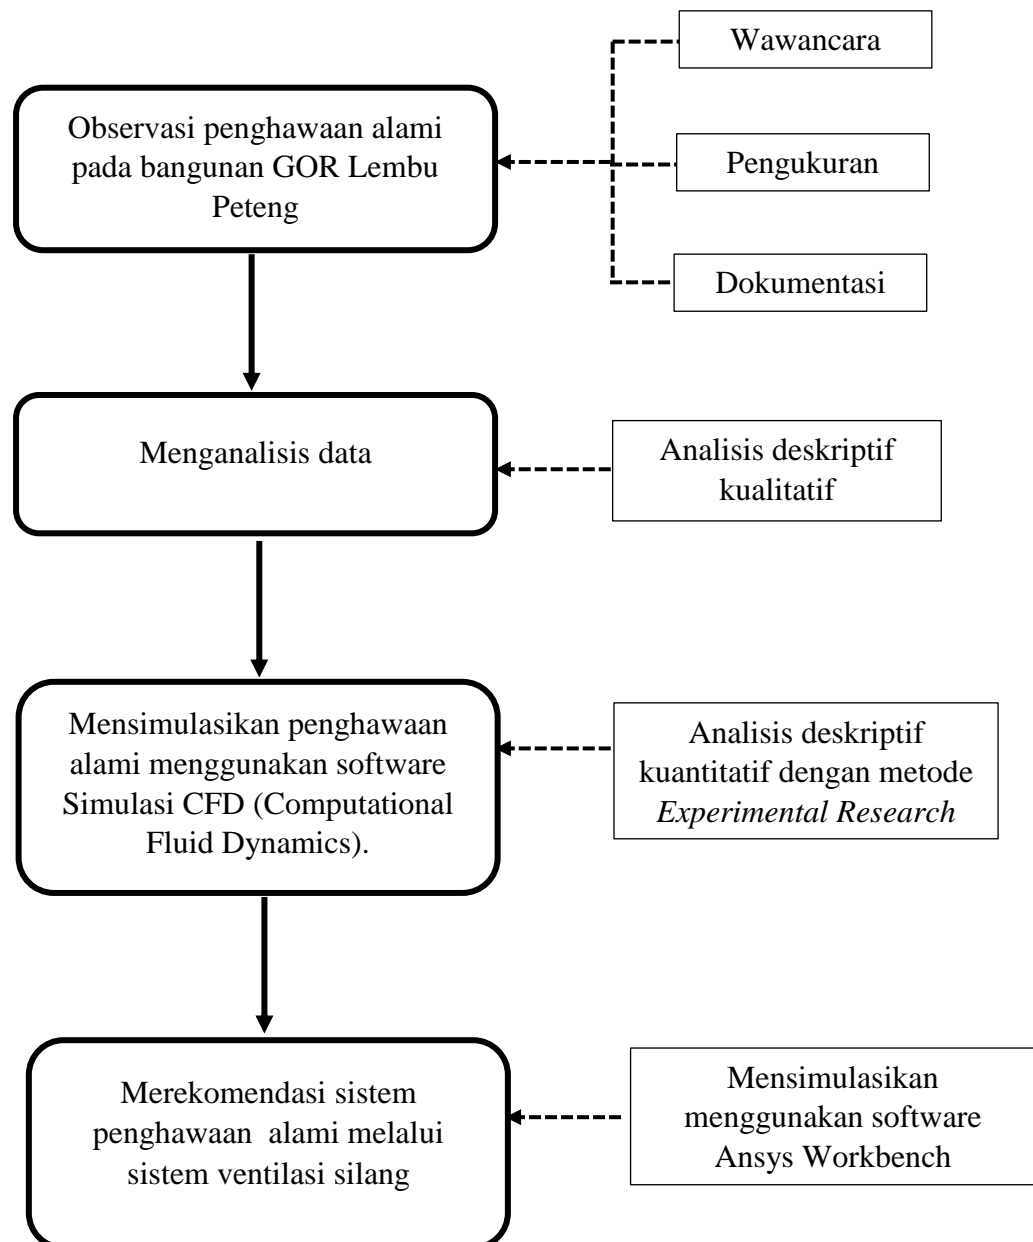 Wawancara
Observasi penghawaan alami
pada bangunan GOR Lembu
Peteng
Pengukuran
Dokumentasi
Menganalisis data
Analisis deskriptif
kualitatif
Mensimulasikan penghawaan
alami menggunakan software
Simulasi CFD (Computational
Fluid Dynamics).
Analisis deskriptif
kuantitatif dengan metode
Experimental Research
Merekomendasi sistem
penghawaan  alami melalui
sistem ventilasi silang
Mensimulasikan
menggunakan software
Ansys Workbench